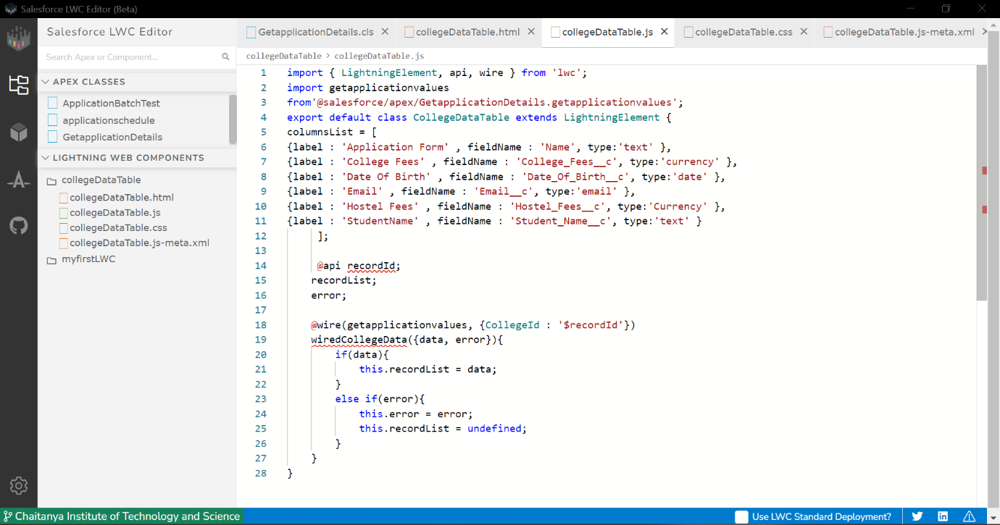 Salesforce LWC Editor (Beta)
Salesforce LWC Editor
Search Apex or Component...
APEX CLASSES
ApplicationBatchTest
applicationschedule
GetapplicationDetails
LIGHTNING WEB COMPONENTS
collegeDataTable
collegeDataTable.html
collegeDataTable.js
collegeDataTable.css
collegeDataTable.js-meta.xml
myfirstLWC
GetapplicationDetails.cls
collegeDataTable.html
collegeDataTable.js
collegeDataTable.css
collegeDataTable.js-meta.xml
collegeDataTable > collegeDataTable.js
1 import { LightningElement, api, wire } from 'lwc';
2 import getapplicationvalues
3 from'@salesforce/apex/GetapplicationDetails.getapplicationvalues';
4 export default class CollegeDataTable extends LightningElement {
5 columnsList = [
6 {label : 'Application Form' , fieldName : 'Name', type:'text' },
7 {label : 'College Fees' , fieldName : 'College_Fees__c', type:'currency' },
8 {label : 'Date Of Birth' , fieldName : 'Date_Of_Birth__c', type:'date' },
9 {label : 'Email' , fieldName : 'Email__c', type:'email' },
10 {label : 'Hostel Fees' , fieldName : 'Hostel_Fees__c', type:'Currency' },
11 {label : 'StudentName' , fieldName : 'Student_Name__c', type:'text' }
12 ];
13
14 @api recordId;
15 recordList;
16 error;
17
18 @wire(getapplicationvalues, {CollegeId : '$recordId'})
19 wiredCollegeData({data, error}){
20 if(data){
21 this.recordList = data;
22 }
23 else if(error){
24 this.error = error;
25 this.recordList = undefined;
26 }
27 }
28 }
Chaitanya Institute of Technology and Science
Use LWC Standard Deployment?